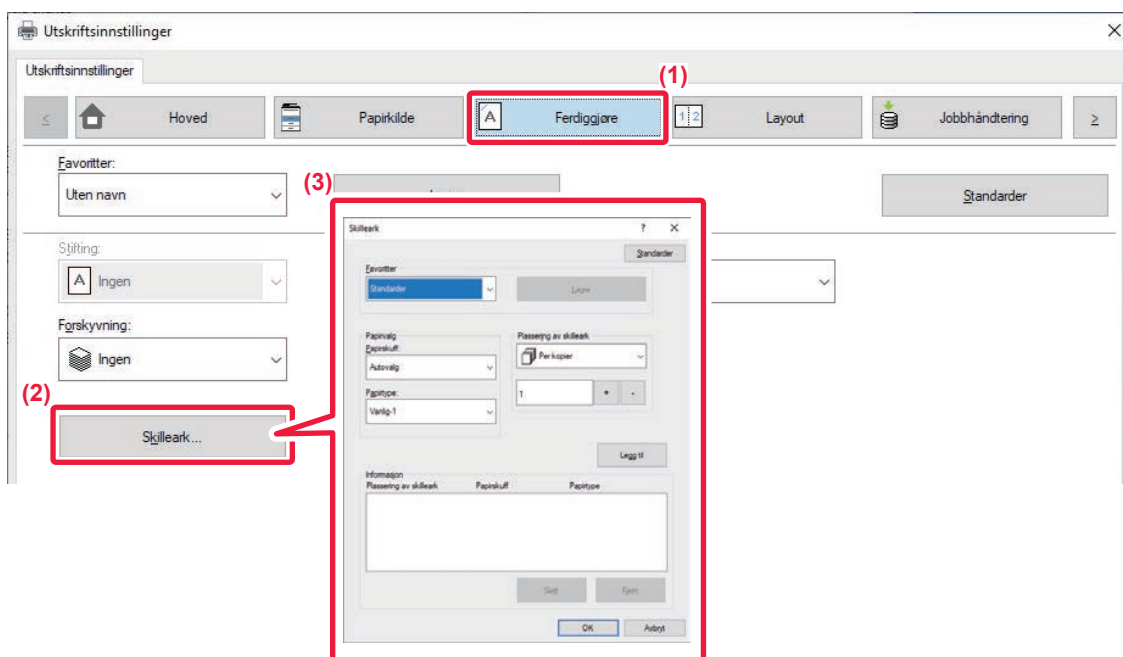 Utskriftsinnstillinger
Utskriftsinnstillinger
(1)
< Hoved Papirkilde A Ferdiggjøre 1 2 Layout Jobbhåndtering >
Favoritter:
Uten navn
(3)
Standarder
Skilleark ? X
Standarder
Favoritter
Standarder
Lagre
Stifting:
A Ingen
Forskyvning:
Ingen
Papirvalg
Papirskuff:
Autovalg
Papirtype:
Vanlig-1
Plassering av skilleark
Per kopier
1 + -
(2)
Skilleark...
Legg til
Informasjon
Plassering av skilleark Papirskuff Papirtype
Slett Fjern
OK Avbryt